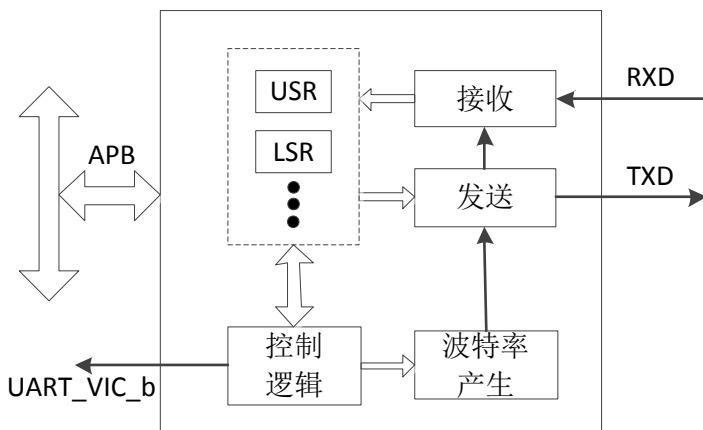 USR
接收
RXD
APB
LSR
发送
TXD
控制
逻辑
波特率
产生
UART_VIC_b